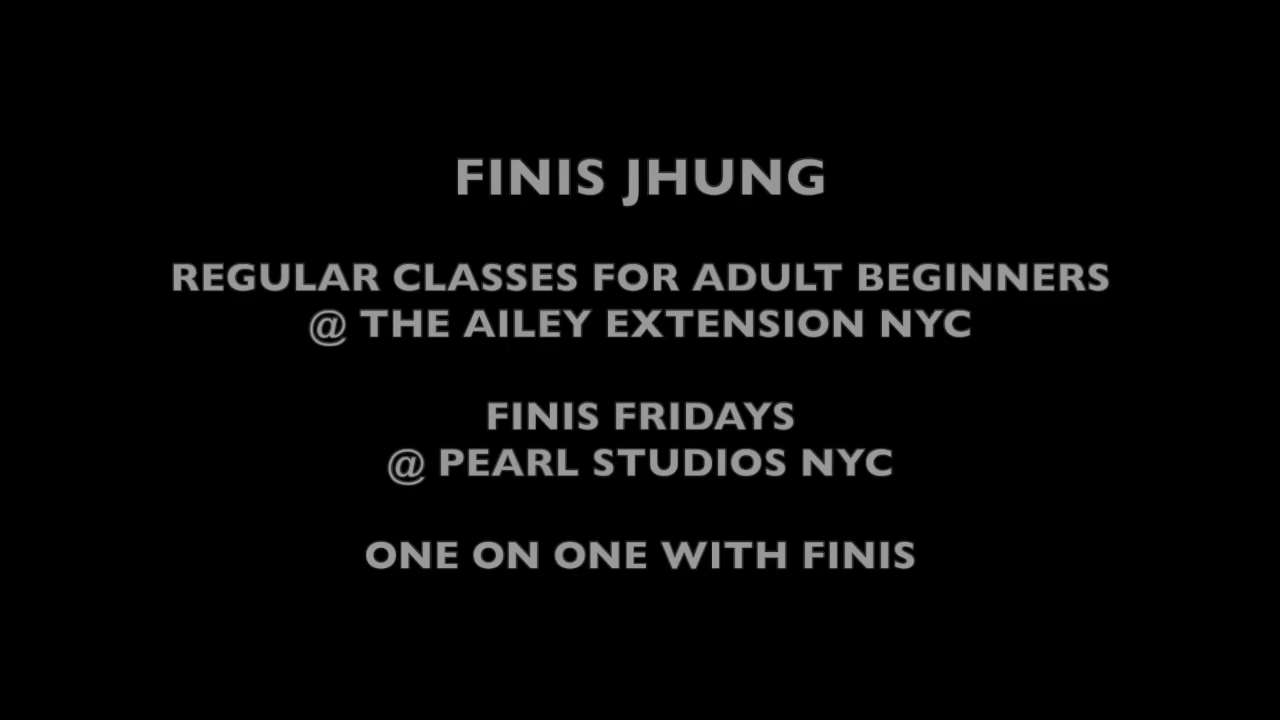 FINIS JHUNG
REGULAR CLASSES FOR ADULT BEGINNERS
@ THE AILEY EXTENSION NYC
FINIS FRIDAYS
@ PEARL STUDIOS NYC
ONE ON ONE WITH FINIS